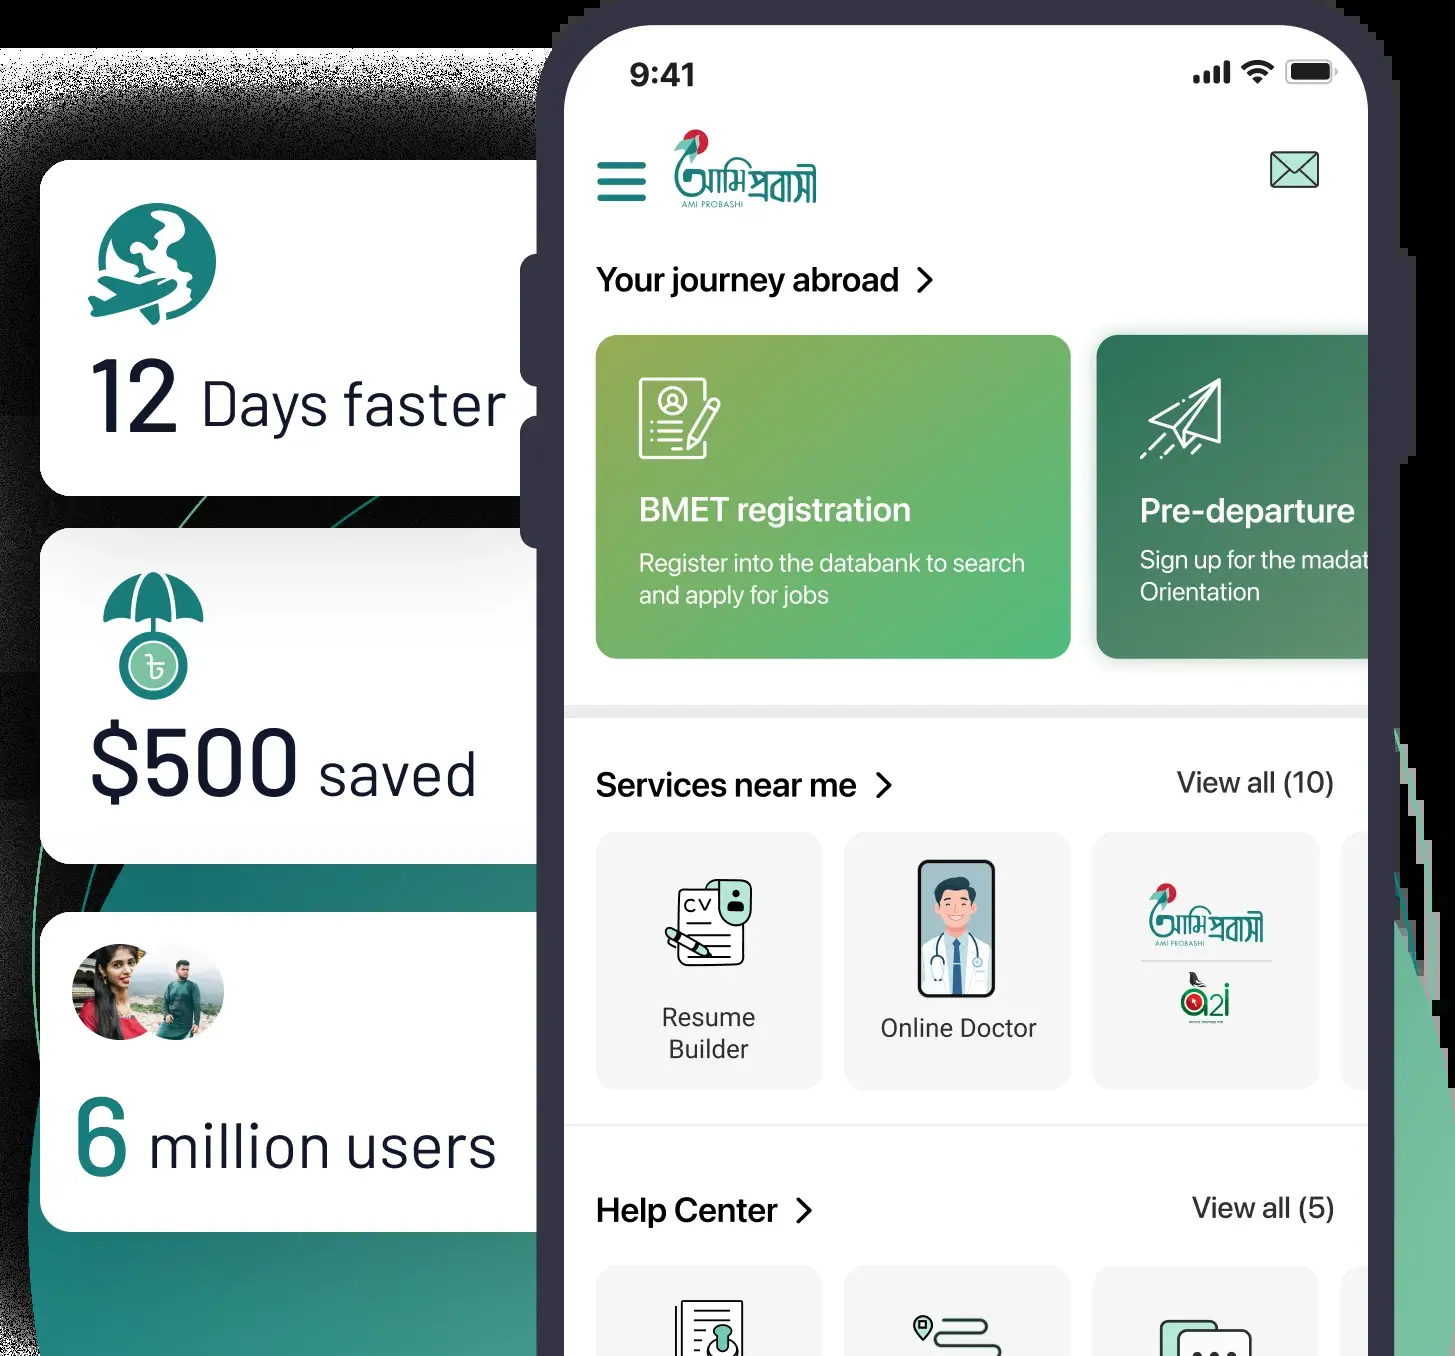 12 Days faster
৳
$500 saved
6 million users
9:41
আমি প্রবাসী
AMI PROBASHI
Your journey abroad
BMET registration
Register into the databank to search
and apply for jobs
Pre-departure
Sign up for the madat
Orientation
Services near me
View all (10)
CV
Resume
Builder
Online Doctor
আমি প্রবাসী
AMI PROBASHI
a2i
Help Center
View all (5)